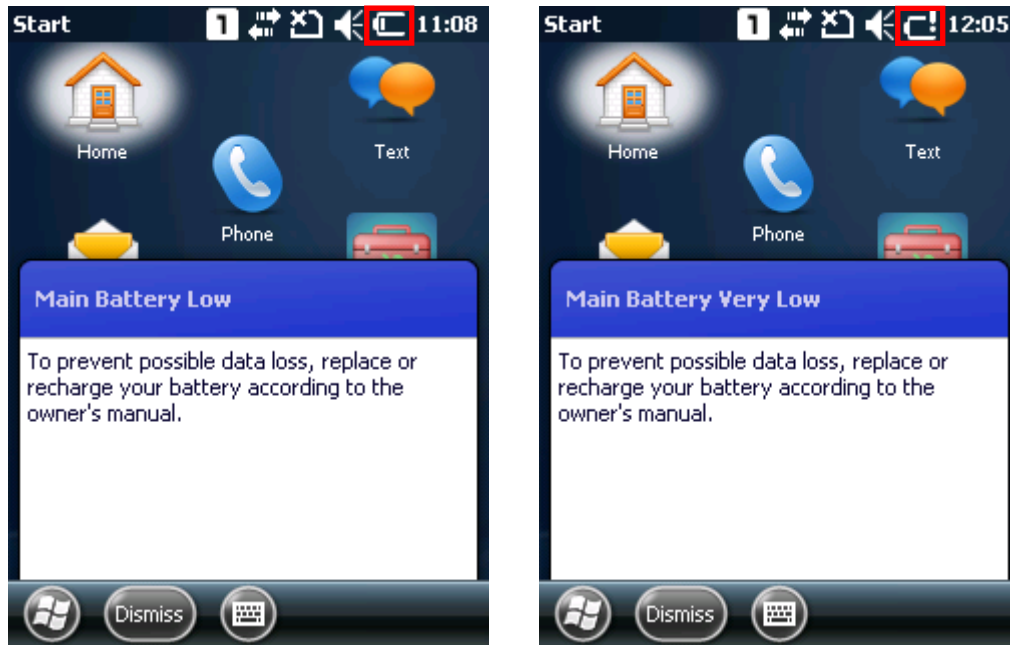 Start 1 11:08
Home
Text
Phone
Main Battery Low
To prevent possible data loss, replace or
recharge your battery according to the
owner's manual.
Dismiss
Start 1 12:05
Home
Text
Phone
Main Battery Very Low
To prevent possible data loss, replace or
recharge your battery according to the
owner's manual.
Dismiss